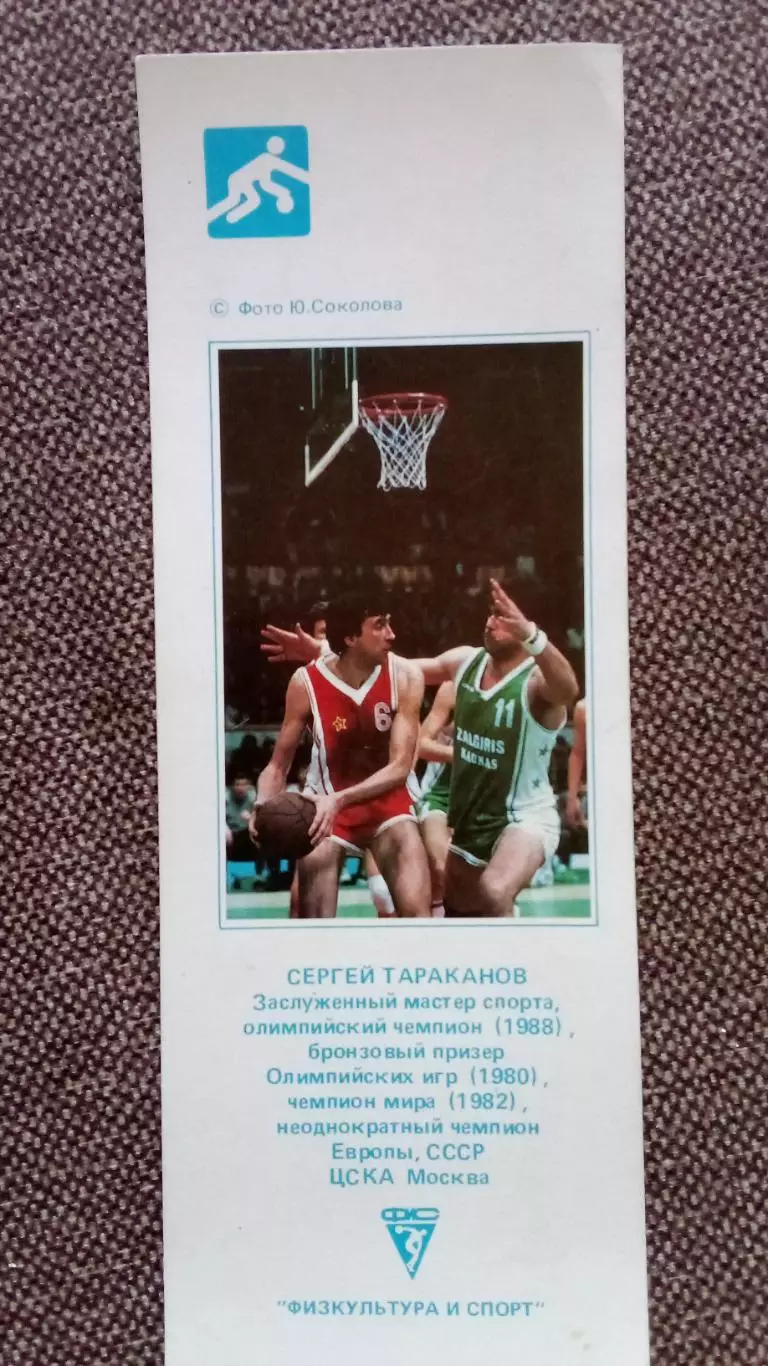 © Фото Ю.Соколова
6
11
ZALGIRIS
KAUNAS
СЕРГЕЙ ТАРАКАНОВ
Заслуженный мастер спорта,
олимпийский чемпион (1988),
бронзовый призер
Олимпийских игр (1980),
чемпион мира (1982),
неоднократный чемпион
Европы, СССР
ЦСКА Москва
ФИС
"ФИЗКУЛЬТУРА И СПОРТ"